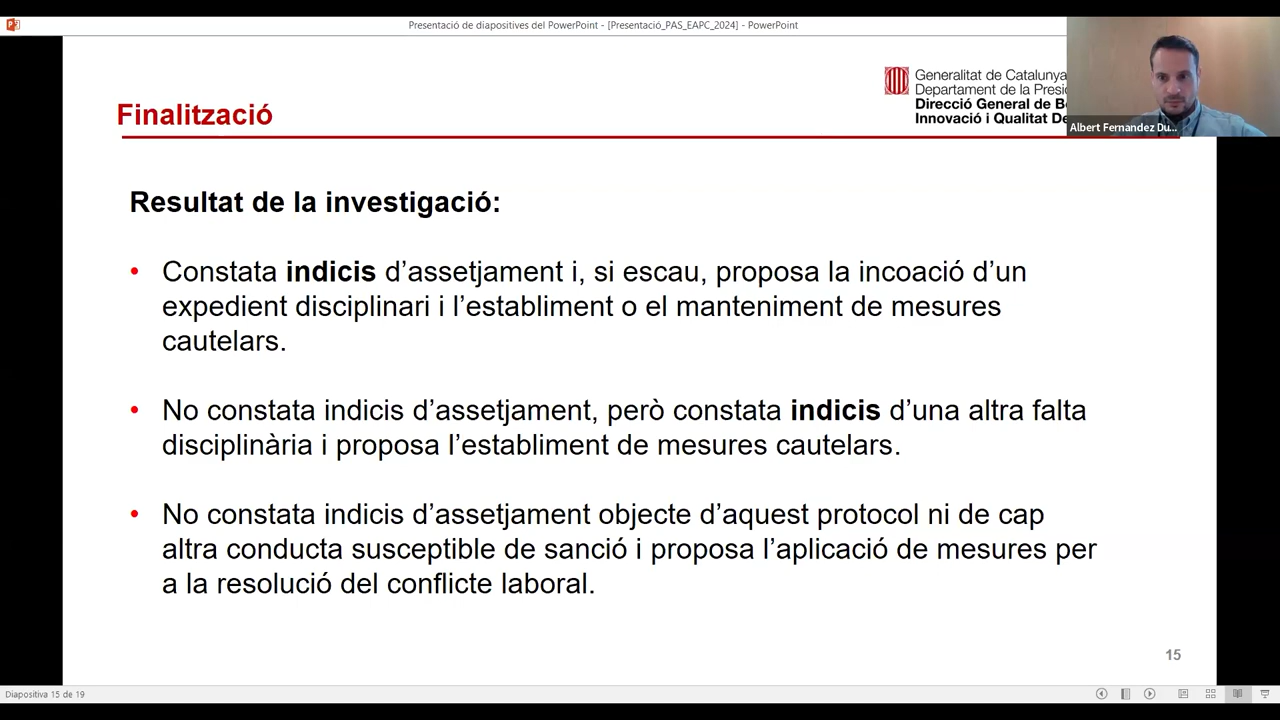 Presentació de diapositives del PowerPoint - [Presentació_PAS_EAPC_2024] - PowerPoint
Generalitat de Catalunya
Departament de la Presi
Direcció General de B
Innovació i Qualitat De
Albert Fernandez Du...
Finalització
Resultat de la investigació:
• Constata indicis d’assetjament i, si escau, proposa la incoació d’un
expedient disciplinari i l’establiment o el manteniment de mesures
cautelars.
• No constata indicis d’assetjament, però constata indicis d’una altra falta
disciplinària i proposa l’establiment de mesures cautelars.
• No constata indicis d’assetjament objecte d’aquest protocol ni de cap
altra conducta susceptible de sanció i proposa l’aplicació de mesures per
a la resolució del conflicte laboral.
15
Diapositiva 15 de 19